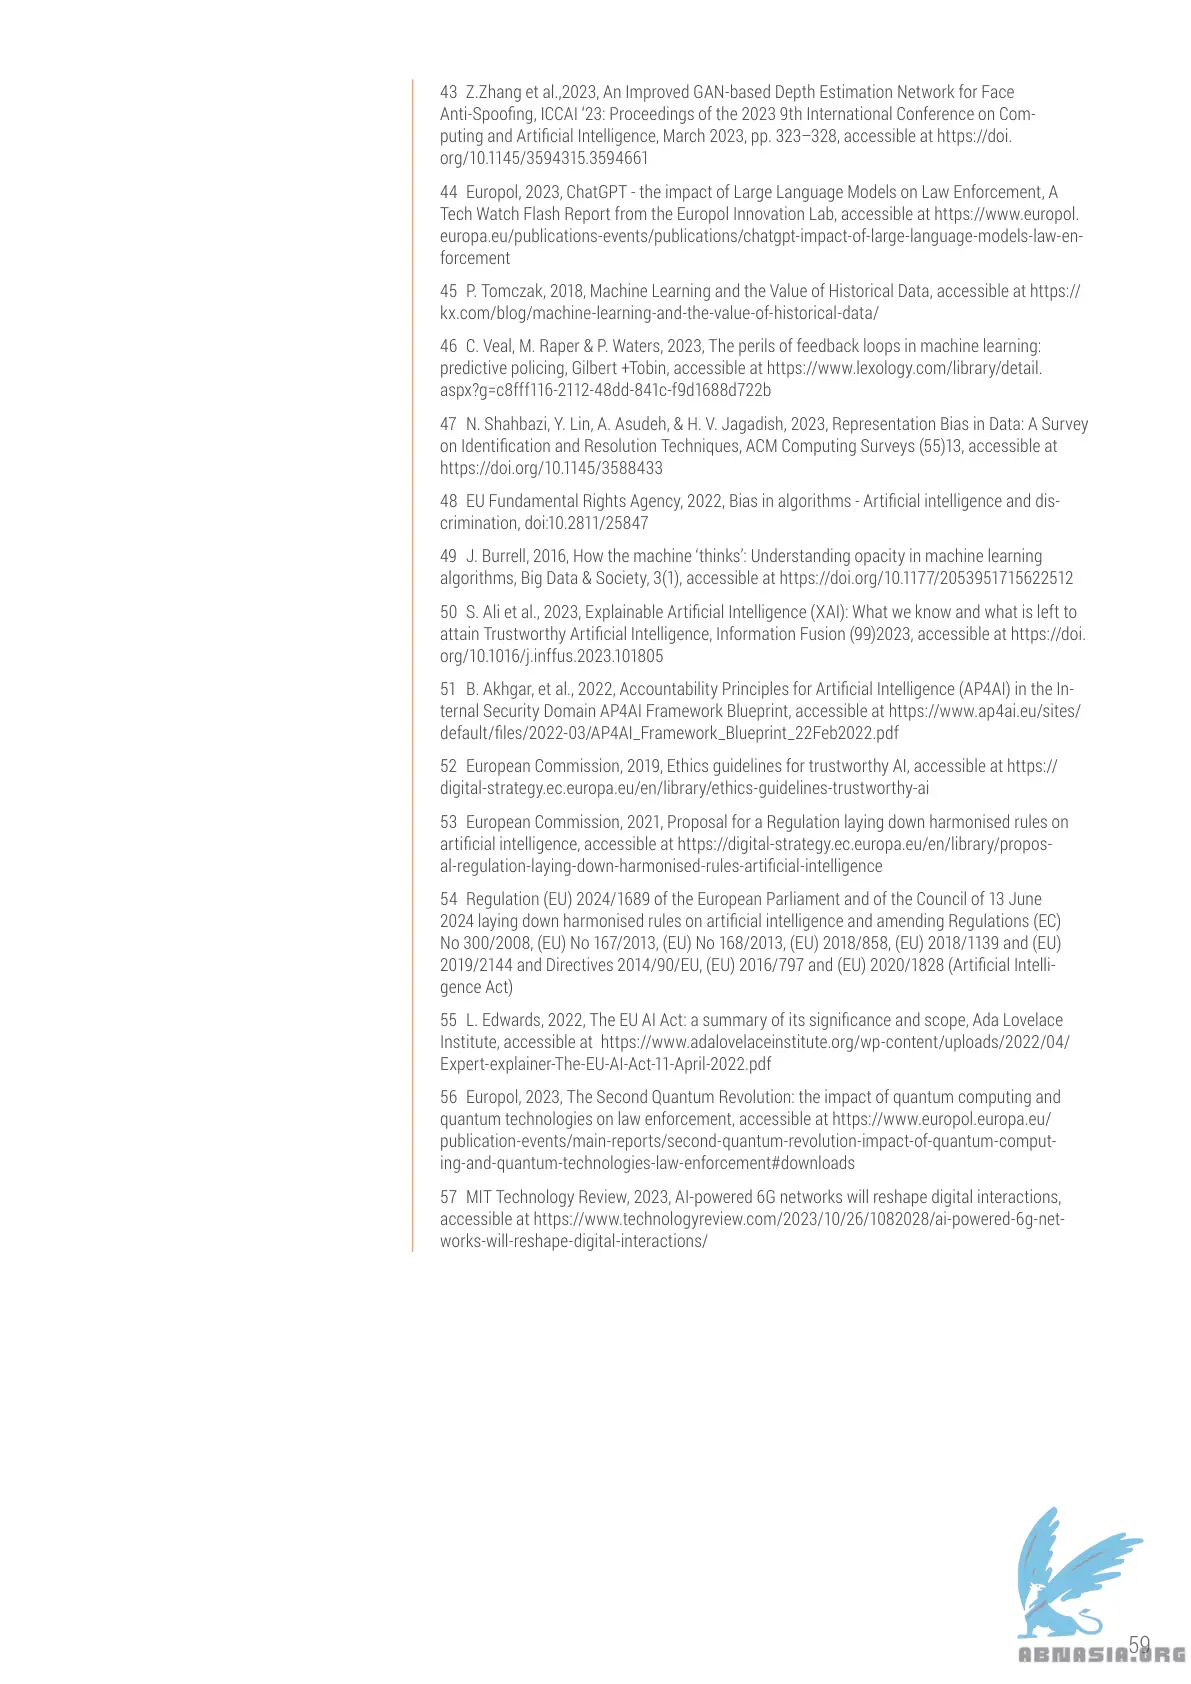 43 Z.Zhang et al.,2023, An Improved GAN-based Depth Estimation Network for Face
Anti-Spoofing, ICCAI ‘23: Proceedings of the 2023 9th International Conference on Com-
puting and Artificial Intelligence, March 2023, pp. 323–328, accessible at https://doi.
org/10.1145/3594315.3594661
44 Europol, 2023, ChatGPT - the impact of Large Language Models on Law Enforcement, A
Tech Watch Flash Report from the Europol Innovation Lab, accessible at https://www.europol.
europa.eu/publications-events/publications/chatgpt-impact-of-large-language-models-law-en-
forcement
45 P. Tomczak, 2018, Machine Learning and the Value of Historical Data, accessible at https://
kx.com/blog/machine-learning-and-the-value-of-historical-data/
46 C. Veal, M. Raper & P. Waters, 2023, The perils of feedback loops in machine learning:
predictive policing, Gilbert +Tobin, accessible at https://www.lexology.com/library/detail.
aspx?g=c8fff116-2112-48dd-841c-f9d1688d722b
47 N. Shahbazi, Y. Lin, A. Asudeh, & H. V. Jagadish, 2023, Representation Bias in Data: A Survey
on Identification and Resolution Techniques, ACM Computing Surveys (55)13, accessible at
https://doi.org/10.1145/3588433
48 EU Fundamental Rights Agency, 2022, Bias in algorithms - Artificial intelligence and dis-
crimination, doi:10.2811/25847
49 J. Burrell, 2016, How the machine ‘thinks’: Understanding opacity in machine learning
algorithms, Big Data & Society, 3(1), accessible at https://doi.org/10.1177/2053951715622512
50 S. Ali et al., 2023, Explainable Artificial Intelligence (XAI): What we know and what is left to
attain Trustworthy Artificial Intelligence, Information Fusion (99)2023, accessible at https://doi.
org/10.1016/j.inffus.2023.101805
51 B. Akhgar, et al., 2022, Accountability Principles for Artificial Intelligence (AP4AI) in the In-
ternal Security Domain AP4AI Framework Blueprint, accessible at https://www.ap4ai.eu/sites/
default/files/2022-03/AP4AI_Framework_Blueprint_22Feb2022.pdf
52 European Commission, 2019, Ethics guidelines for trustworthy AI, accessible at https://
digital-strategy.ec.europa.eu/en/library/ethics-guidelines-trustworthy-ai
53 European Commission, 2021, Proposal for a Regulation laying down harmonised rules on
artificial intelligence, accessible at https://digital-strategy.ec.europa.eu/en/library/propos-
al-regulation-laying-down-harmonised-rules-artificial-intelligence
54 Regulation (EU) 2024/1689 of the European Parliament and of the Council of 13 June
2024 laying down harmonised rules on artificial intelligence and amending Regulations (EC)
No 300/2008, (EU) No 167/2013, (EU) No 168/2013, (EU) 2018/858, (EU) 2018/1139 and (EU)
2019/2144 and Directives 2014/90/EU, (EU) 2016/797 and (EU) 2020/1828 (Artificial Intelli-
gence Act)
55 L. Edwards, 2022, The EU AI Act: a summary of its significance and scope, Ada Lovelace
Institute, accessible at https://www.adalovelaceinstitute.org/wp-content/uploads/2022/04/
Expert-explainer-The-EU-AI-Act-11-April-2022.pdf
56 Europol, 2023, The Second Quantum Revolution: the impact of quantum computing and
quantum technologies on law enforcement, accessible at https://www.europol.europa.eu/
publication-events/main-reports/second-quantum-revolution-impact-of-quantum-comput-
ing-and-quantum-technologies-law-enforcement#downloads
57 MIT Technology Review, 2023, AI-powered 6G networks will reshape digital interactions,
accessible at https://www.technologyreview.com/2023/10/26/1082028/ai-powered-6g-net-
works-will-reshape-digital-interactions/
59
ABNASIA.ORG